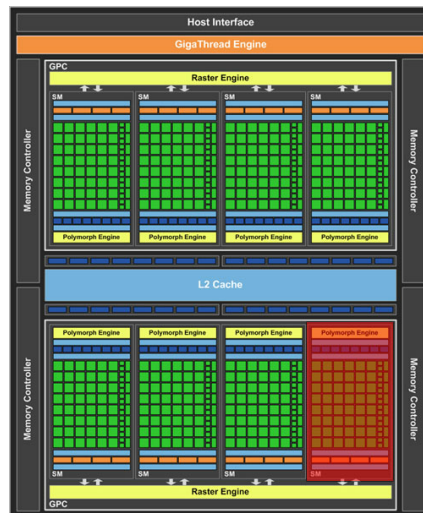 Host Interface
GigaThread Engine
GPC
Raster Engine
SM SM SM SM
Memory Controller
Memory Controller
Polymorph Engine Polymorph Engine Polymorph Engine Polymorph Engine
L2 Cache
Memory Controller
Memory Controller
Polymorph Engine Polymorph Engine Polymorph Engine Polymorph Engine
SM SM SM SM
Raster Engine
GPC